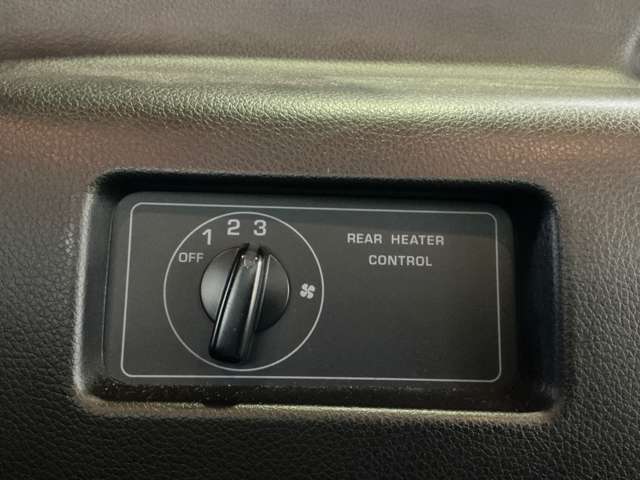 OFF 1 2 3
REAR HEATER
CONTROL